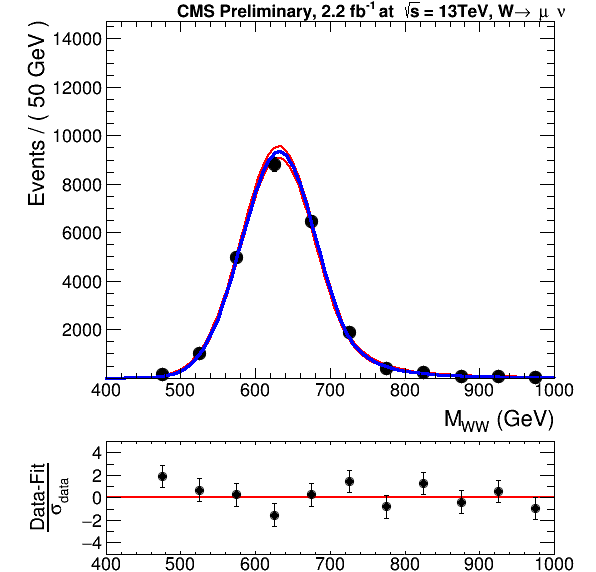 CMS Preliminary, 2.2 fb⁻¹ at √s = 13TeV, W→ μ ν
Events / ( 50 GeV )
14000
12000
10000
8000
6000
4000
2000
400 500 600 700 800 900 1000
M_WW (GeV)
Data-Fit
σ_data
4
2
0
−2
−4
400 500 600 700 800 900 1000